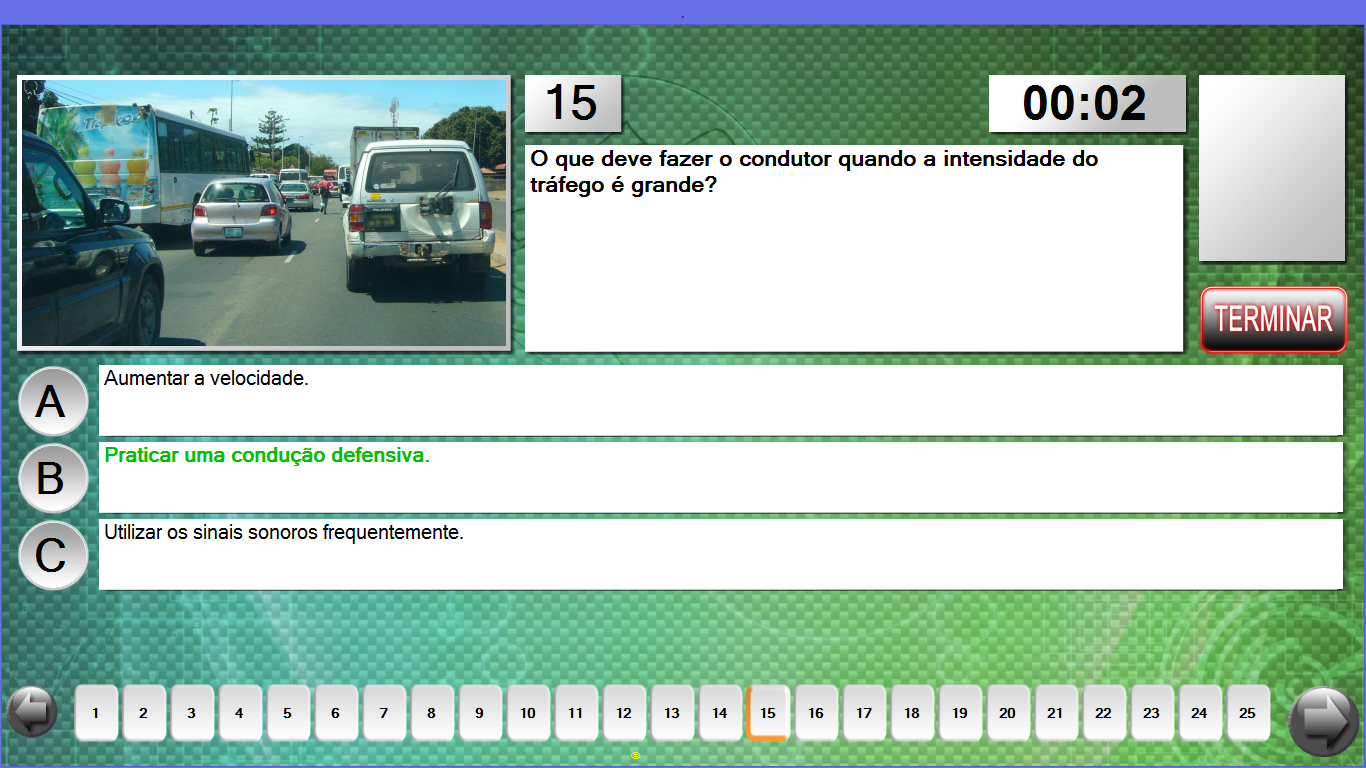 15
00:02
O que deve fazer o condutor quando a intensidade do
tráfego é grande?
TERMINAR
A
Aumentar a velocidade.
B
Praticar uma condução defensiva.
C
Utilizar os sinais sonoros frequentemente.
1 2 3 4 5 6 7 8 9 10 11 12 13 14 15 16 17 18 19 20 21 22 23 24 25